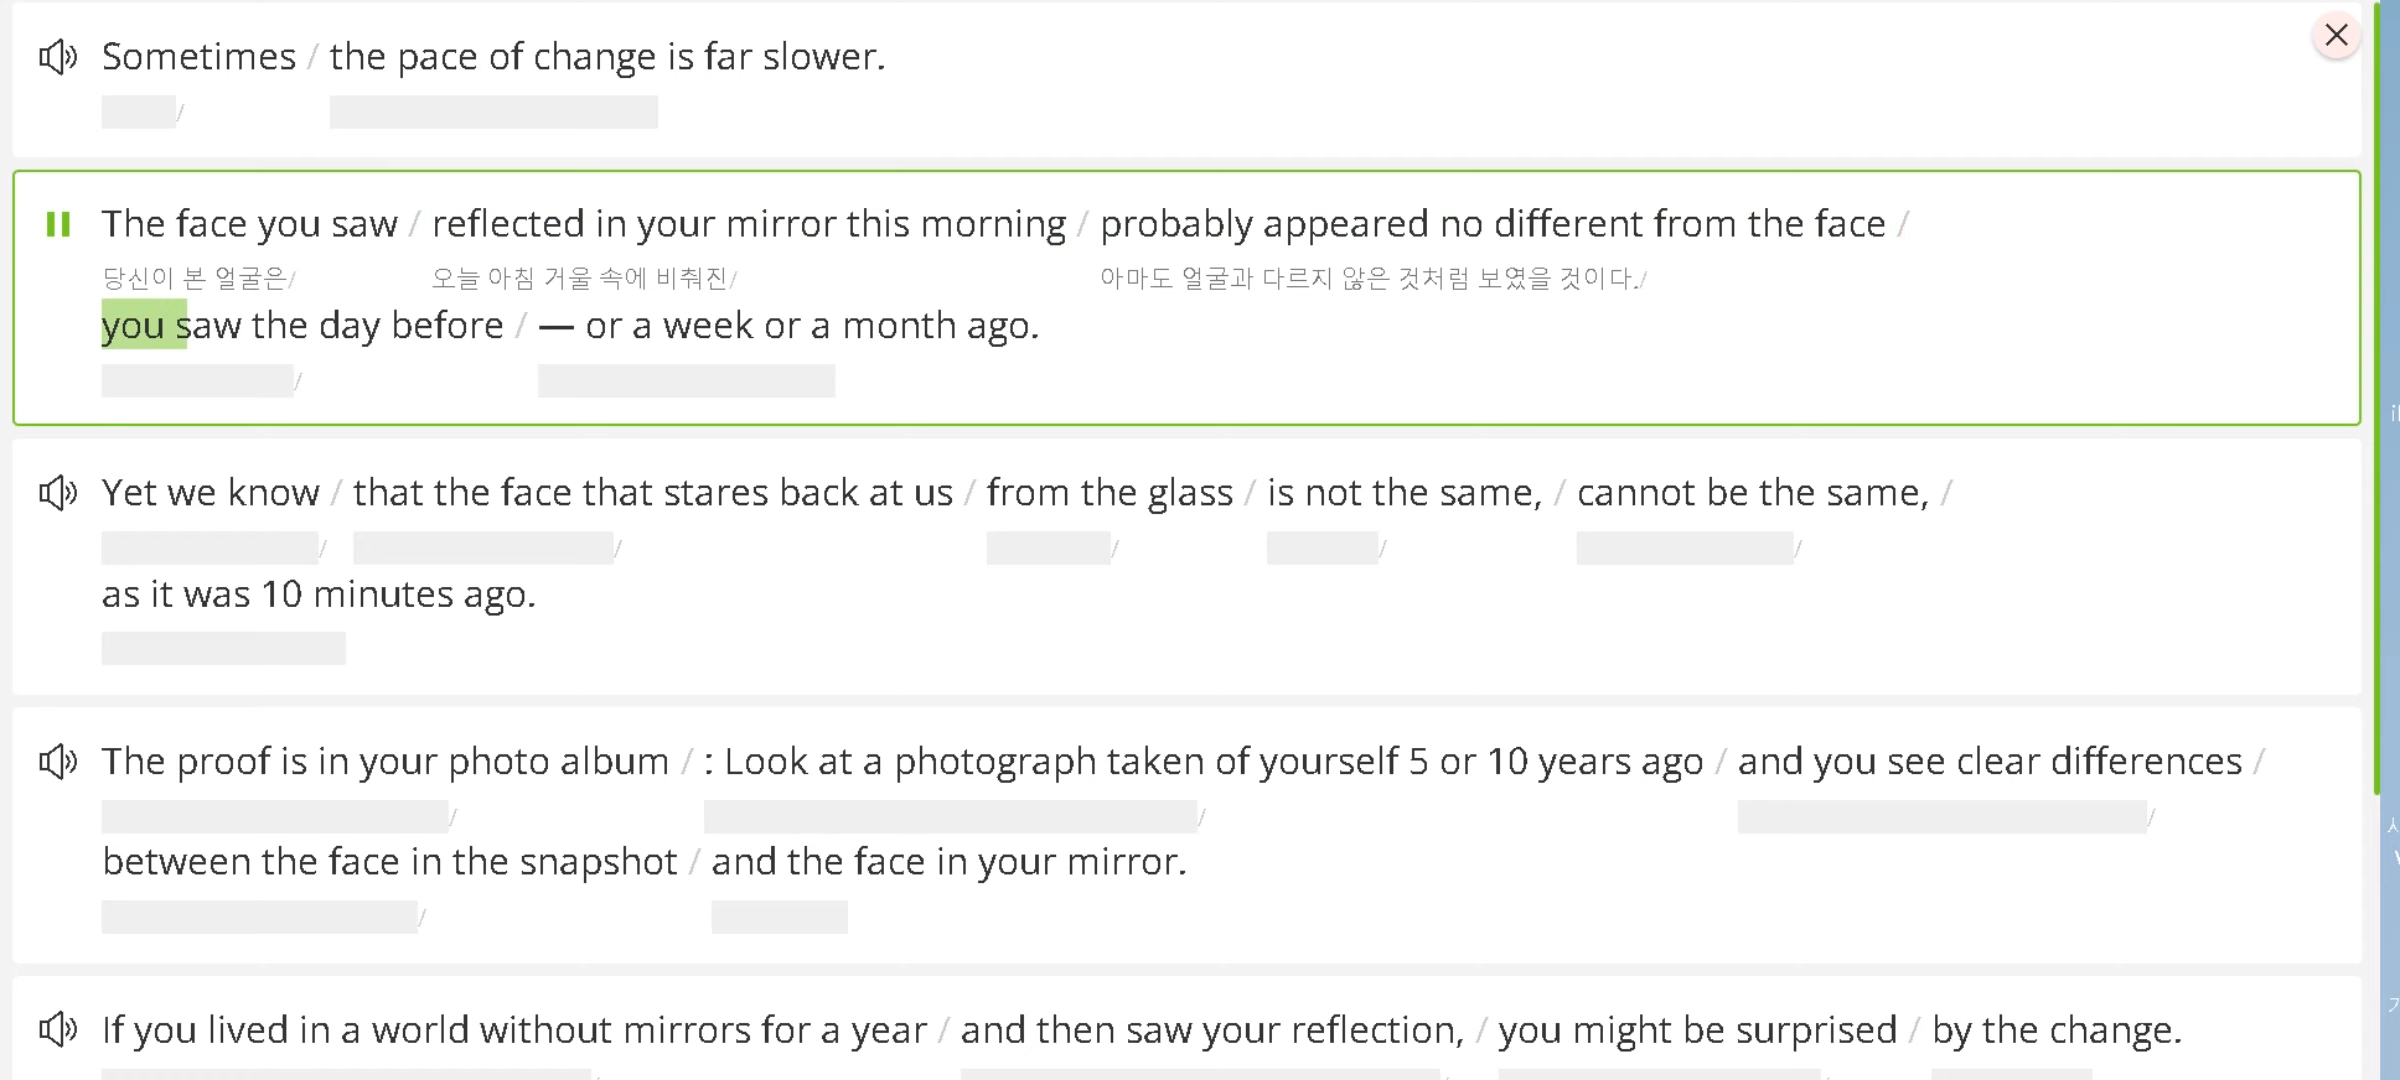 Sometimes / the pace of change is far slower.
/
The face you saw / reflected in your mirror this morning / probably appeared no different from the face /
당신이 본 얼굴은/ 오늘 아침 거울 속에 비춰진/ 아마도 얼굴과 다르지 않은 것처럼 보였을 것이다./
you saw the day before / — or a week or a month ago.
/
Yet we know / that the face that stares back at us / from the glass / is not the same, / cannot be the same, /
/ / / / /
as it was 10 minutes ago.
The proof is in your photo album / : Look at a photograph taken of yourself 5 or 10 years ago / and you see clear differences /
/ / /
between the face in the snapshot / and the face in your mirror.
/
If you lived in a world without mirrors for a year / and then saw your reflection, / you might be surprised / by the change.